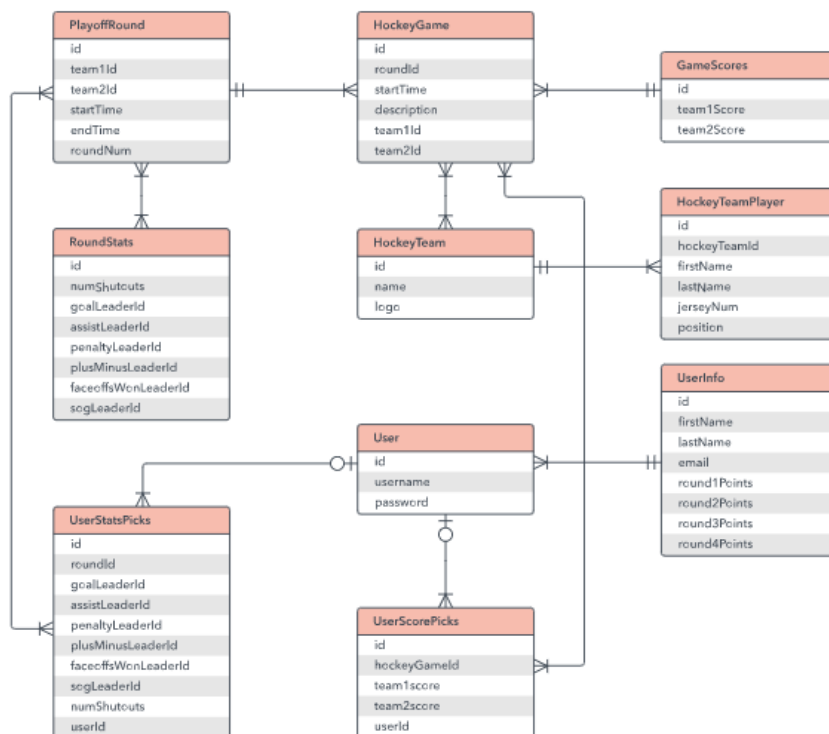 PlayoffRound
id
team1Id
team2Id
startTime
endTime
roundNum
HockeyGame
id
roundId
startTime
description
team1Id
team2Id
GameScores
id
team1Score
team2Score
RoundStats
id
numShutouts
goalLeaderId
assistLeaderId
penaltyLeaderId
plusMinusLeaderId
faceoffsWonLeaderId
sogLeaderId
HockeyTeam
id
name
logo
HockeyTeamPlayer
id
hockeyTeamId
firstName
lastName
jerseyNum
position
User
id
username
password
UserInfo
id
firstName
lastName
email
round1Points
round2Points
round3Points
round4Points
UserStatsPicks
id
roundId
goalLeaderId
assistLeaderId
penaltyLeaderId
plusMinusLeaderId
faceoffsWonLeaderId
sogLeaderId
numShutouts
userId
UserScorePicks
id
hockeyGameId
team1score
team2score
userId